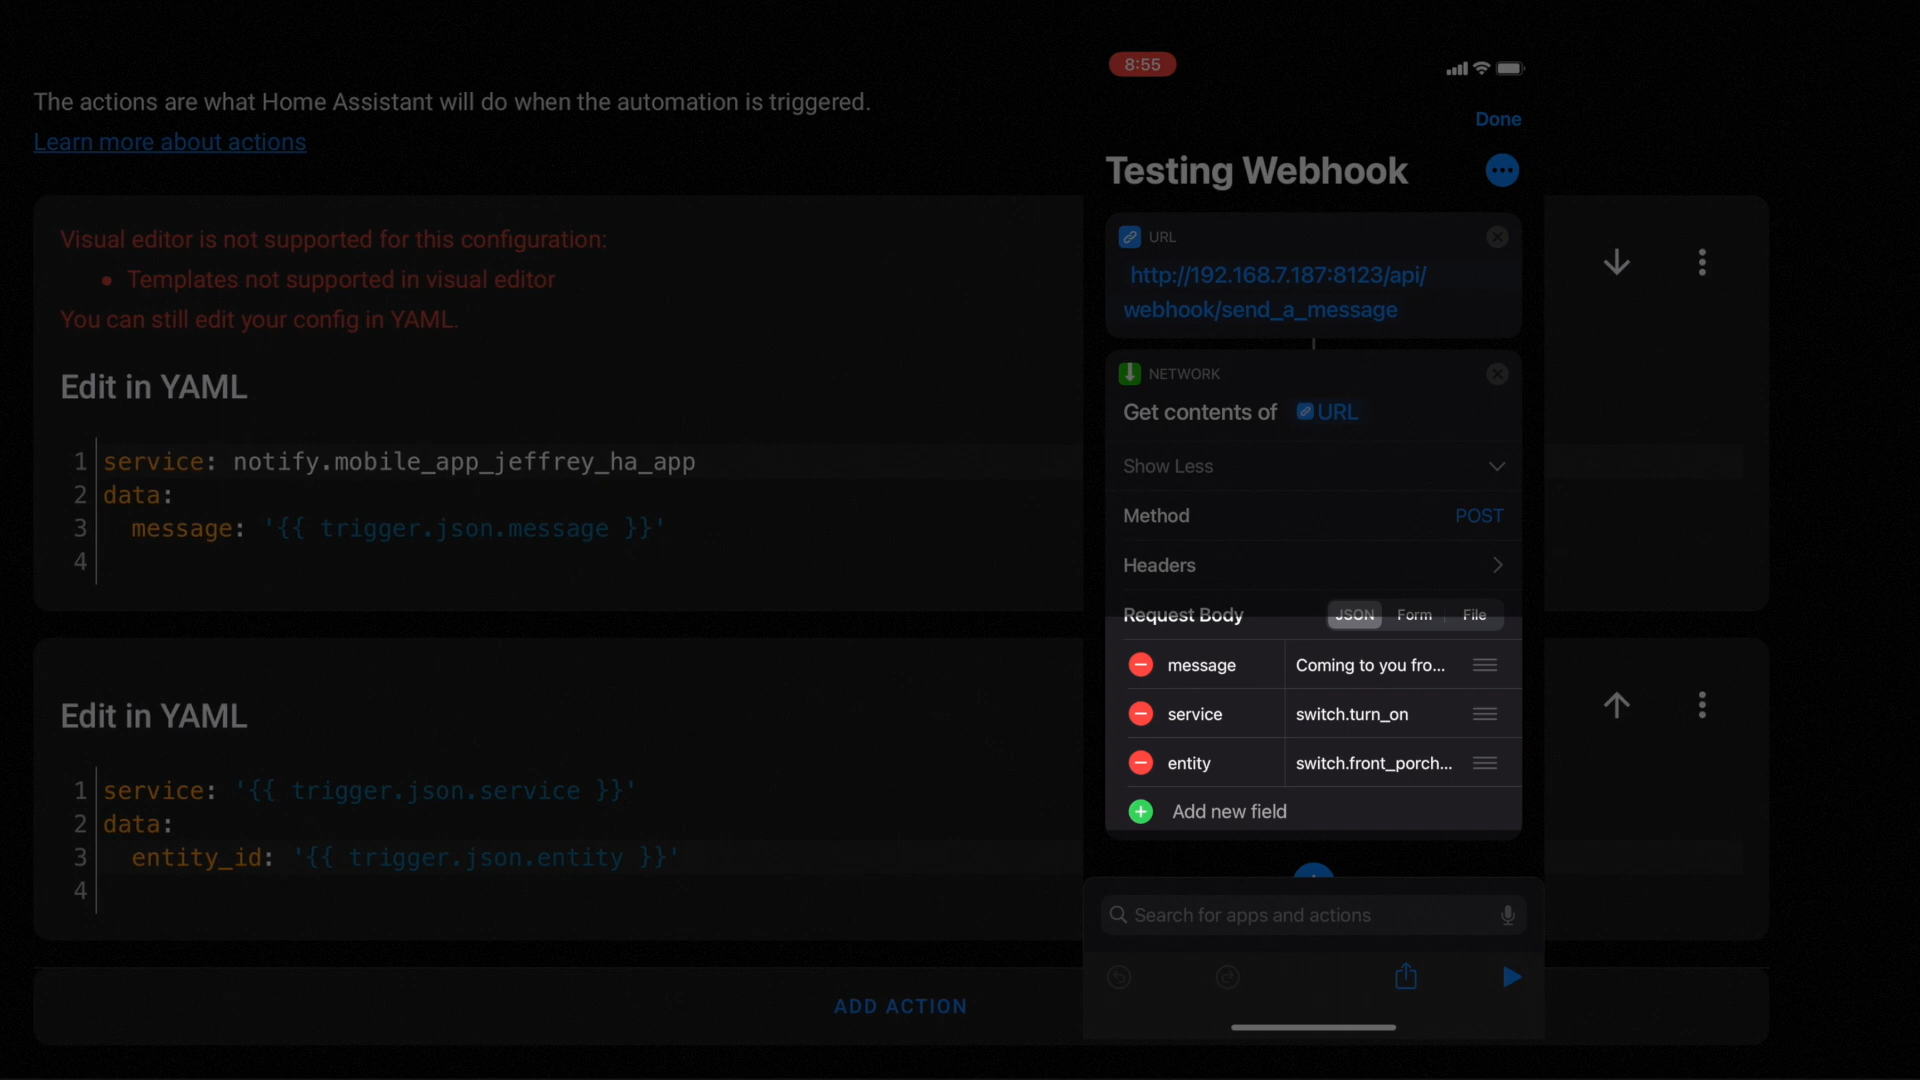 The actions are what Home Assistant will do when the automation is triggered.
Learn more about actions
Visual editor is not supported for this configuration:
Templates not supported in visual editor
You can still edit your config in YAML.
Edit in YAML
1 service: notify.mobile_app_jeffrey_ha_app
2 data:
3 message: '{{ trigger.json.message }}'
4
Edit in YAML
1 service: '{{ trigger.json.service }}'
2 data:
3 entity_id: '{{ trigger.json.entity }}'
4
ADD ACTION
8:55
Done
Testing Webhook
URL
http://192.168.7.187:8123/api/
webhook/send_a_message
NETWORK
Get contents of URL
Show Less
Method POST
Headers
Request Body JSON Form File
message Coming to you fro...
service switch.turn_on
entity switch.front_porch...
Add new field
Search for apps and actions